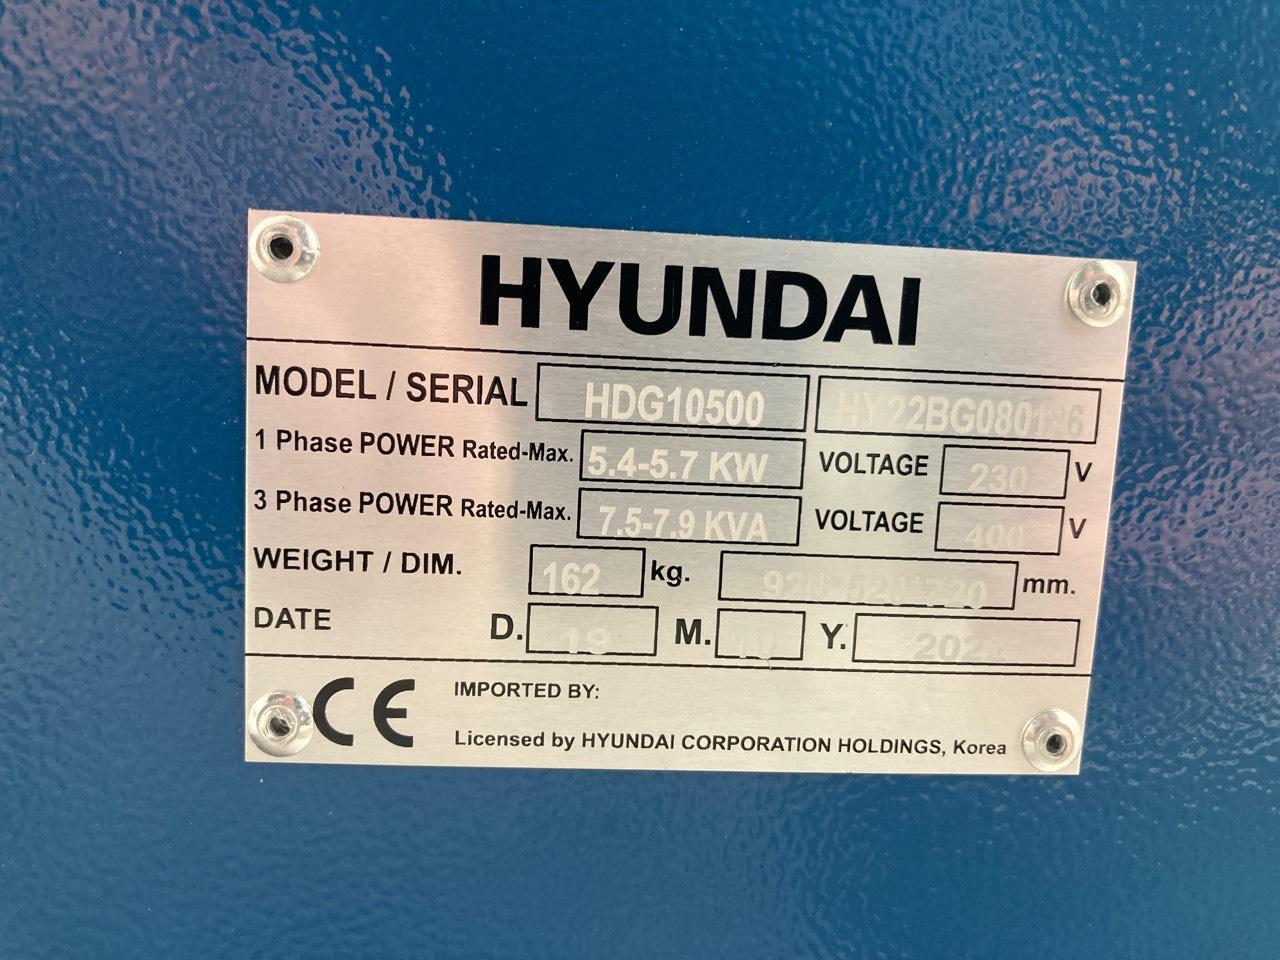 HYUNDAI
MODEL / SERIAL HDG10500
1 Phase POWER Rated-Max. 5.4-5.7 KW VOLTAGE 230 V
3 Phase POWER Rated-Max. 7.5-7.9 KVA VOLTAGE 400 V
WEIGHT / DIM. 162 kg. mm.
DATE D. M. 10 Y.
CE
IMPORTED BY:
Licensed by HYUNDAI CORPORATION HOLDINGS, Korea